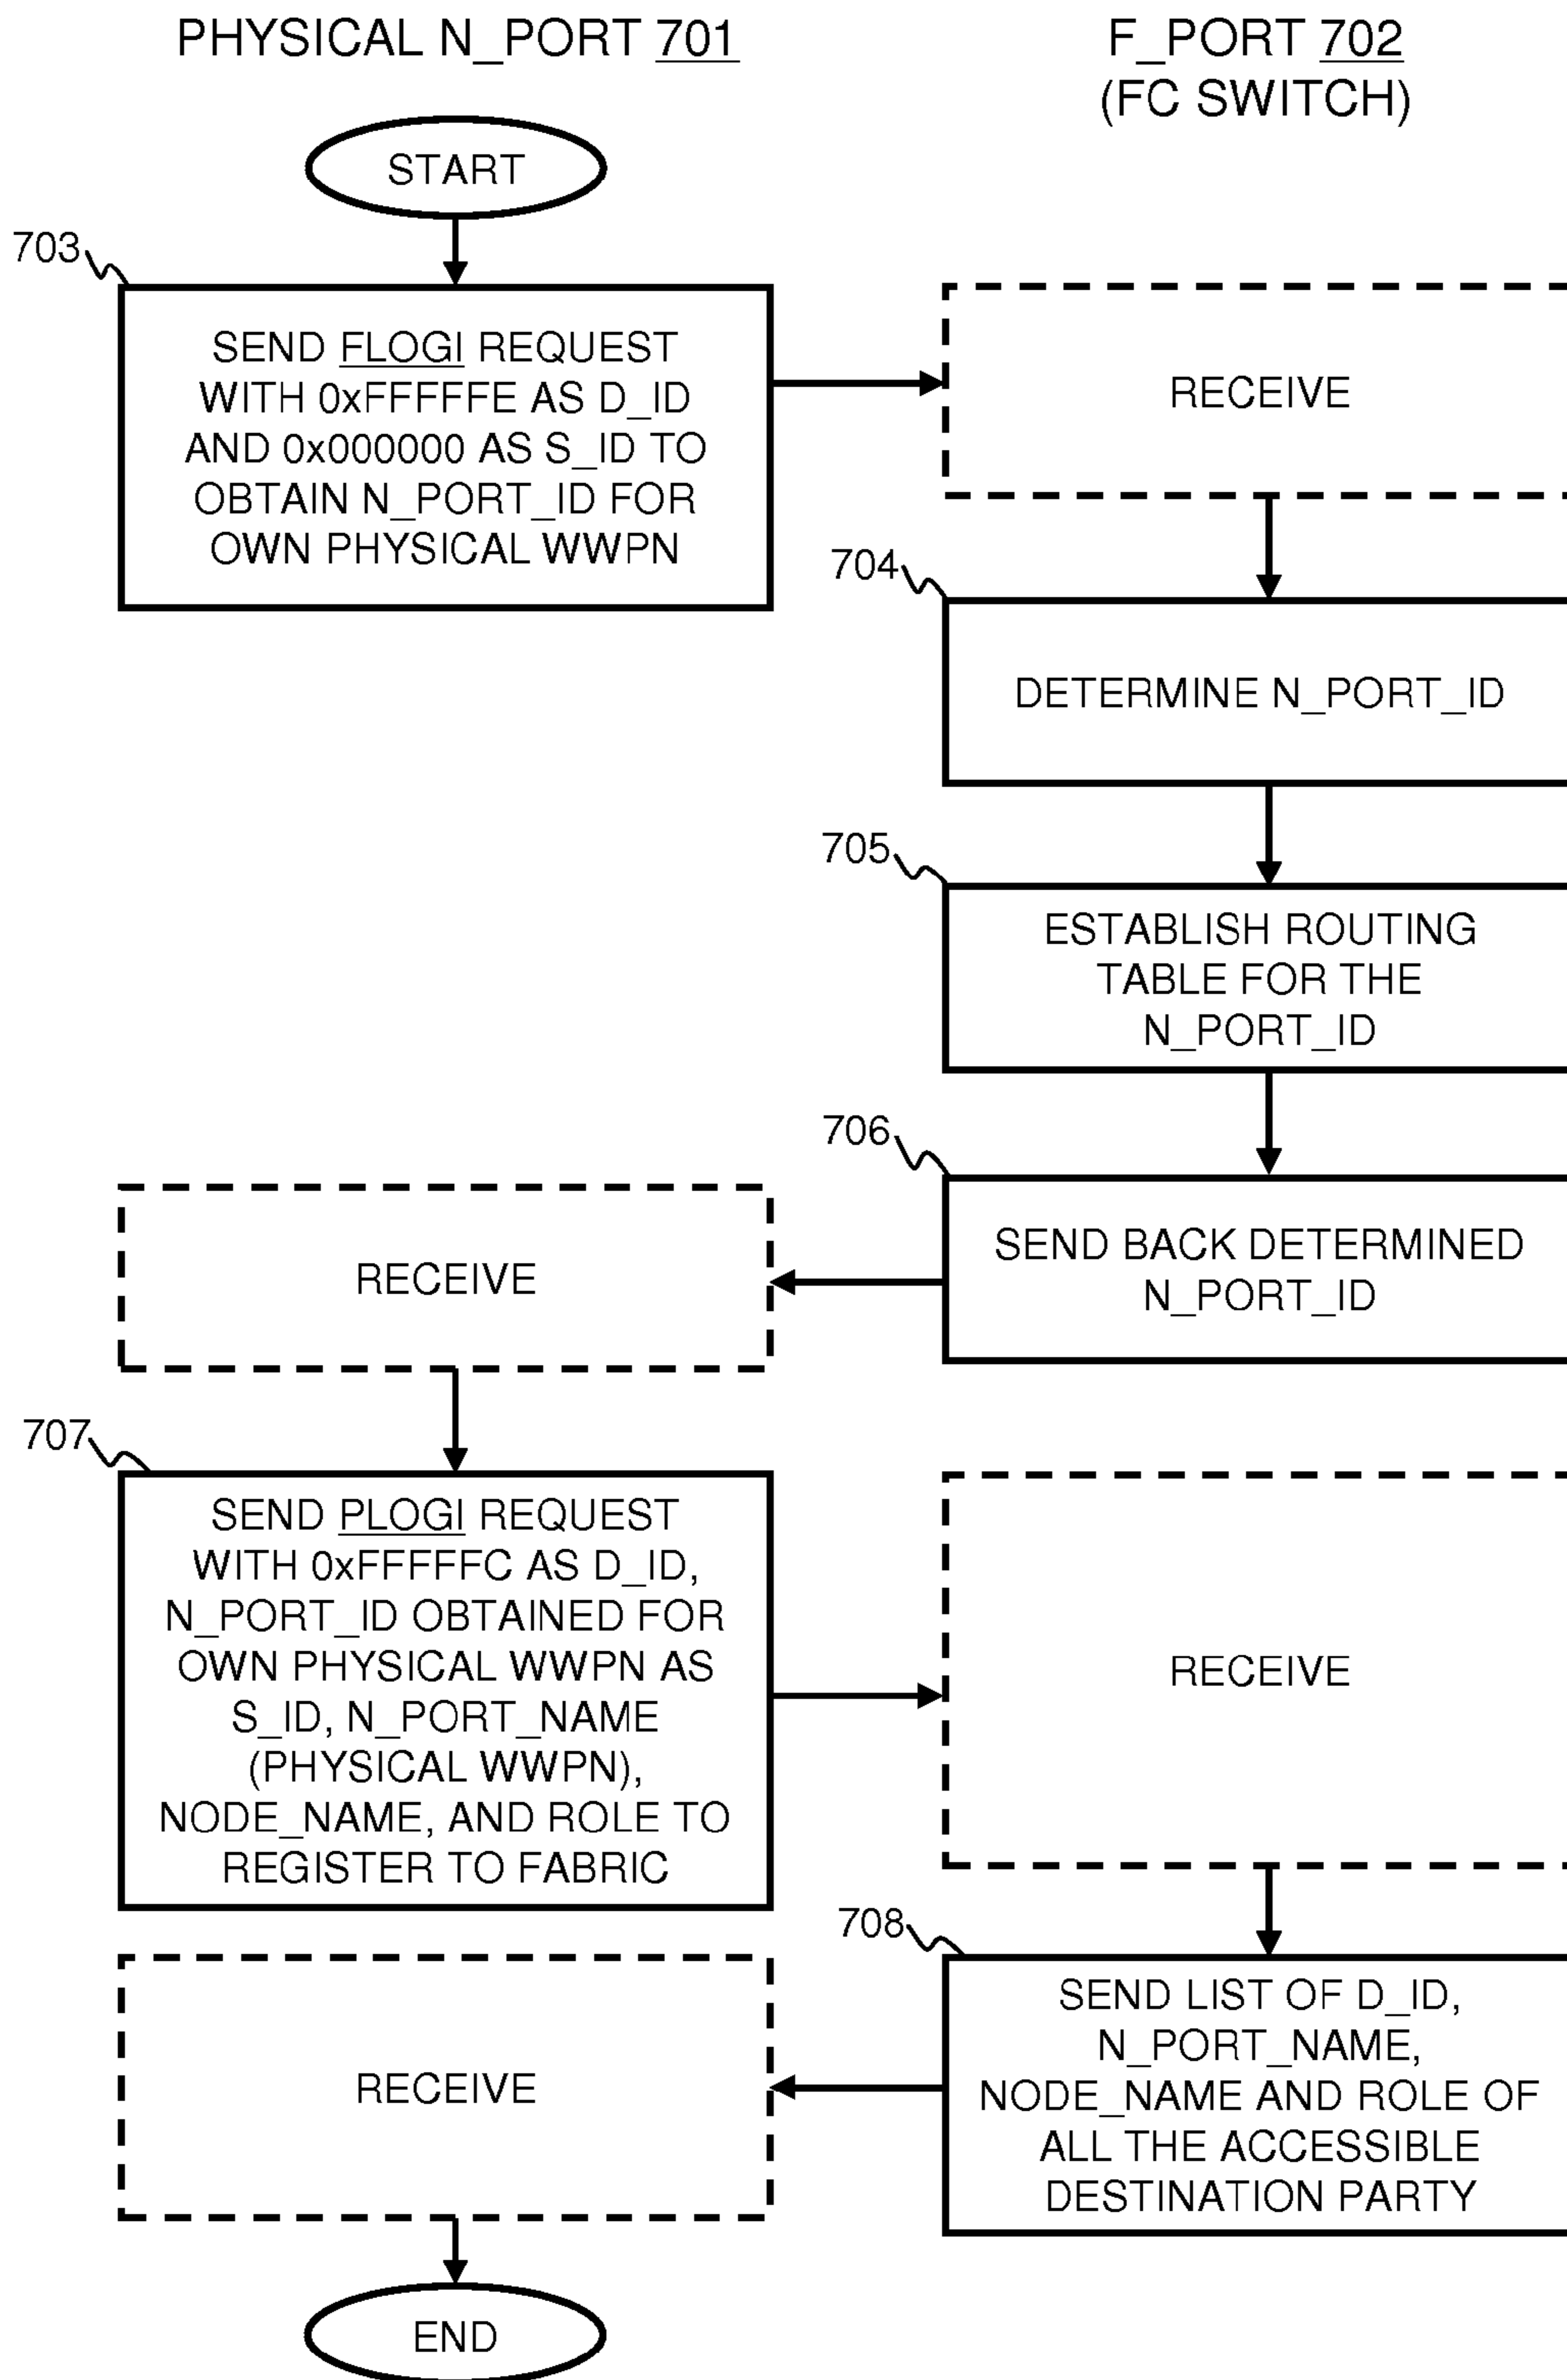 PHYSICAL N_PORT 701
F_PORT 702
(FC SWITCH)
START
703
SEND FLOGI REQUEST
WITH 0xFFFFFE AS D_ID
AND 0x000000 AS S_ID TO
OBTAIN N_PORT_ID FOR
OWN PHYSICAL WWPN
RECEIVE
704
DETERMINE N_PORT_ID
705
ESTABLISH ROUTING
TABLE FOR THE
N_PORT_ID
706
SEND BACK DETERMINED
N_PORT_ID
RECEIVE
707
SEND PLOGI REQUEST
WITH 0xFFFFFC AS D_ID,
N_PORT_ID OBTAINED FOR
OWN PHYSICAL WWPN AS
S_ID, N_PORT_NAME
(PHYSICAL WWPN),
NODE_NAME, AND ROLE TO
REGISTER TO FABRIC
RECEIVE
708
SEND LIST OF D_ID,
N_PORT_NAME,
NODE_NAME AND ROLE OF
ALL THE ACCESSIBLE
DESTINATION PARTY
RECEIVE
END